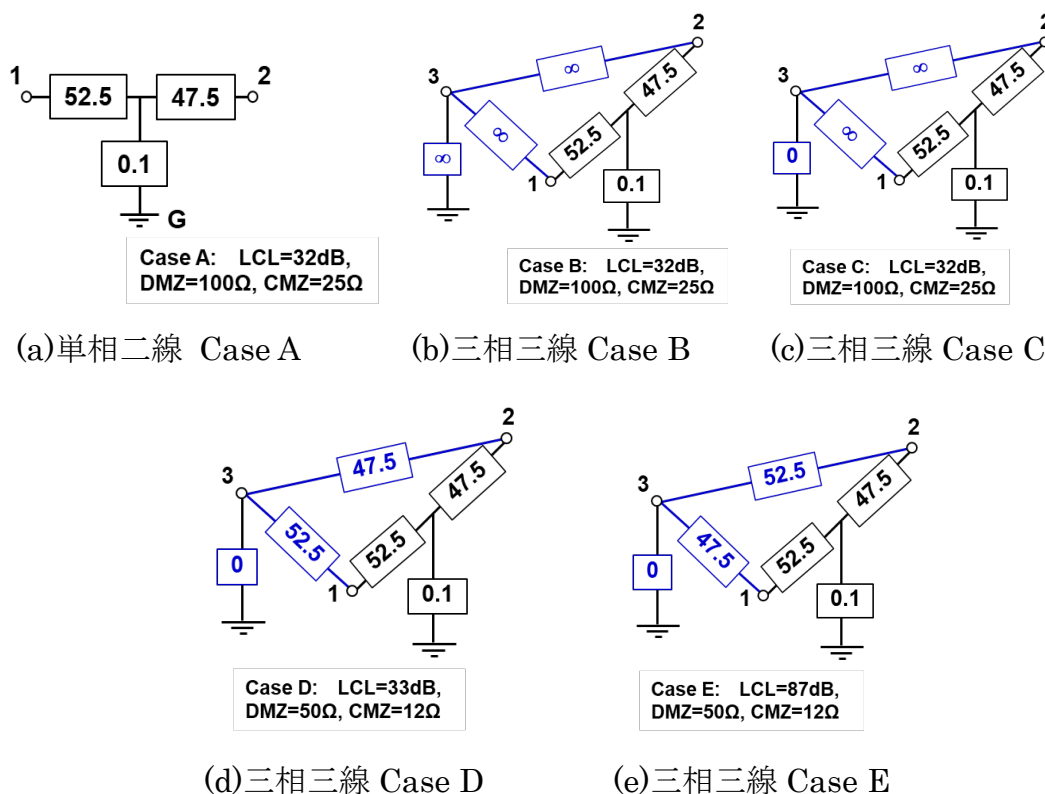 1
52.5
47.5
2
0.1
G
Case A: LCL=32dB,
DMZ=100Ω, CMZ=25Ω
(a)単相二線 Case A
2
3
∞
47.5
∞
52.5
∞
1
0.1
Case B: LCL=32dB,
DMZ=100Ω, CMZ=25Ω
(b)三相三線 Case B
2
3
∞
47.5
∞
52.5
0
1
0.1
Case C: LCL=32dB,
DMZ=100Ω, CMZ=25Ω
(c)三相三線 Case C
2
3
47.5
47.5
52.5
52.5
0
1
0.1
Case D: LCL=33dB,
DMZ=50Ω, CMZ=12Ω
(d)三相三線 Case D
2
3
52.5
47.5
47.5
52.5
0
1
0.1
Case E: LCL=87dB,
DMZ=50Ω, CMZ=12Ω
(e)三相三線 Case E